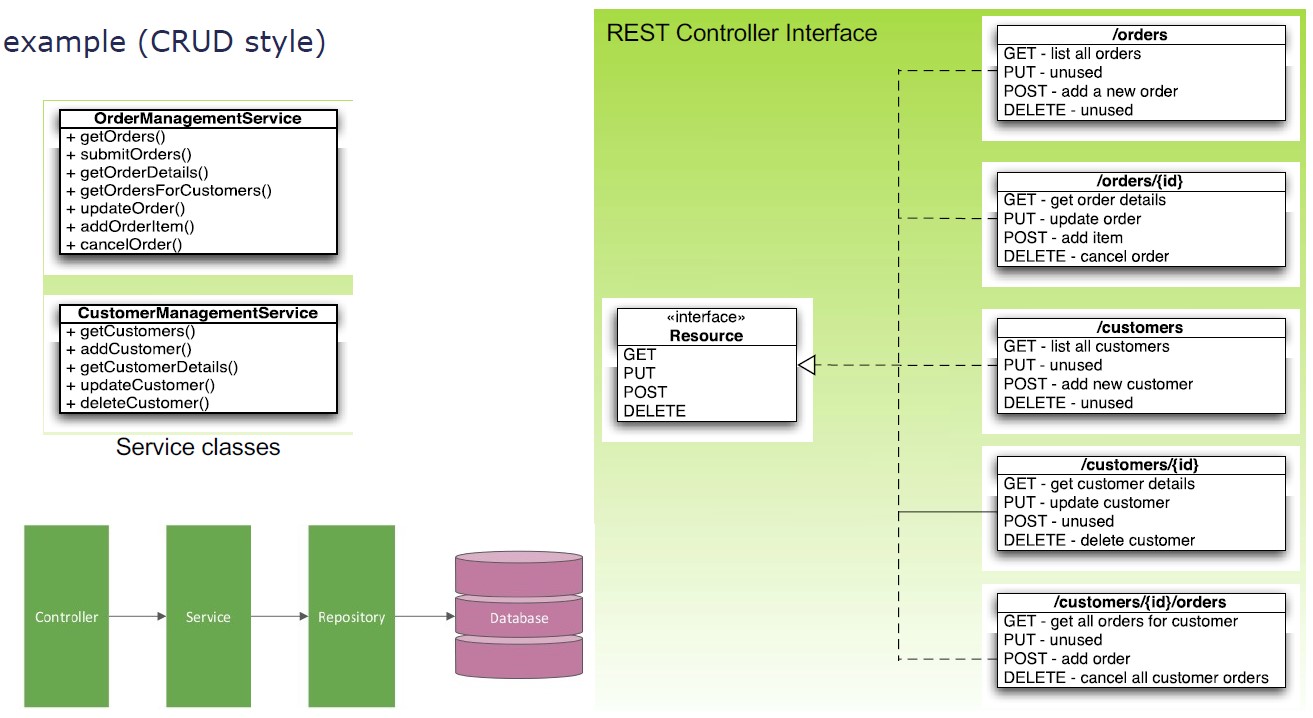 example (CRUD style)
OrderManagementService
+ getOrders()
+ submitOrders()
+ getOrderDetails()
+ getOrdersForCustomers()
+ updateOrder()
+ addOrderItem()
+ cancelOrder()
CustomerManagementService
+ getCustomers()
+ addCustomer()
+ getCustomerDetails()
+ updateCustomer()
+ deleteCustomer()
Service classes
Controller
Service
Repository
Database
REST Controller Interface
«interface»
Resource
GET
PUT
POST
DELETE
/orders
GET - list all orders
PUT - unused
POST - add a new order
DELETE - unused
/orders/{id}
GET - get order details
PUT - update order
POST - add item
DELETE - cancel order
/customers
GET - list all customers
PUT - unused
POST - add new customer
DELETE - unused
/customers/{id}
GET - get customer details
PUT - update customer
POST - unused
DELETE - delete customer
/customers/{id}/orders
GET - get all orders for customer
PUT - unused
POST - add order
DELETE - cancel all customer orders